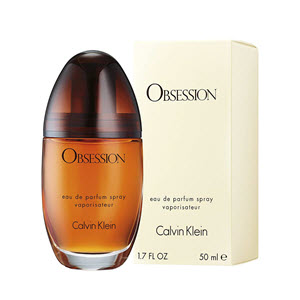 OBSESSION
eau de parfum spray
vaporisateur
Calvin Klein
OBSESSION
eau de parfum spray
vaporisateur
Calvin Klein
1.7 FL OZ 50 ml ℮